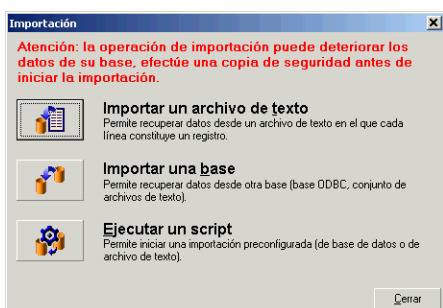 Importación
Atención: la operación de importación puede deteriorar los
datos de su base, efectúe una copia de seguridad antes de
iniciar la importación.
Importar un archivo de texto
Permite recuperar datos desde un archivo de texto en el que cada
línea constituye un registro.
Importar una base
Permite recuperar datos desde otra base (base ODBC, conjunto de
archivos de texto).
Ejecutar un script
Permite iniciar una importación preconfigurada (de base de datos o de
archivo de texto).
Cerrar